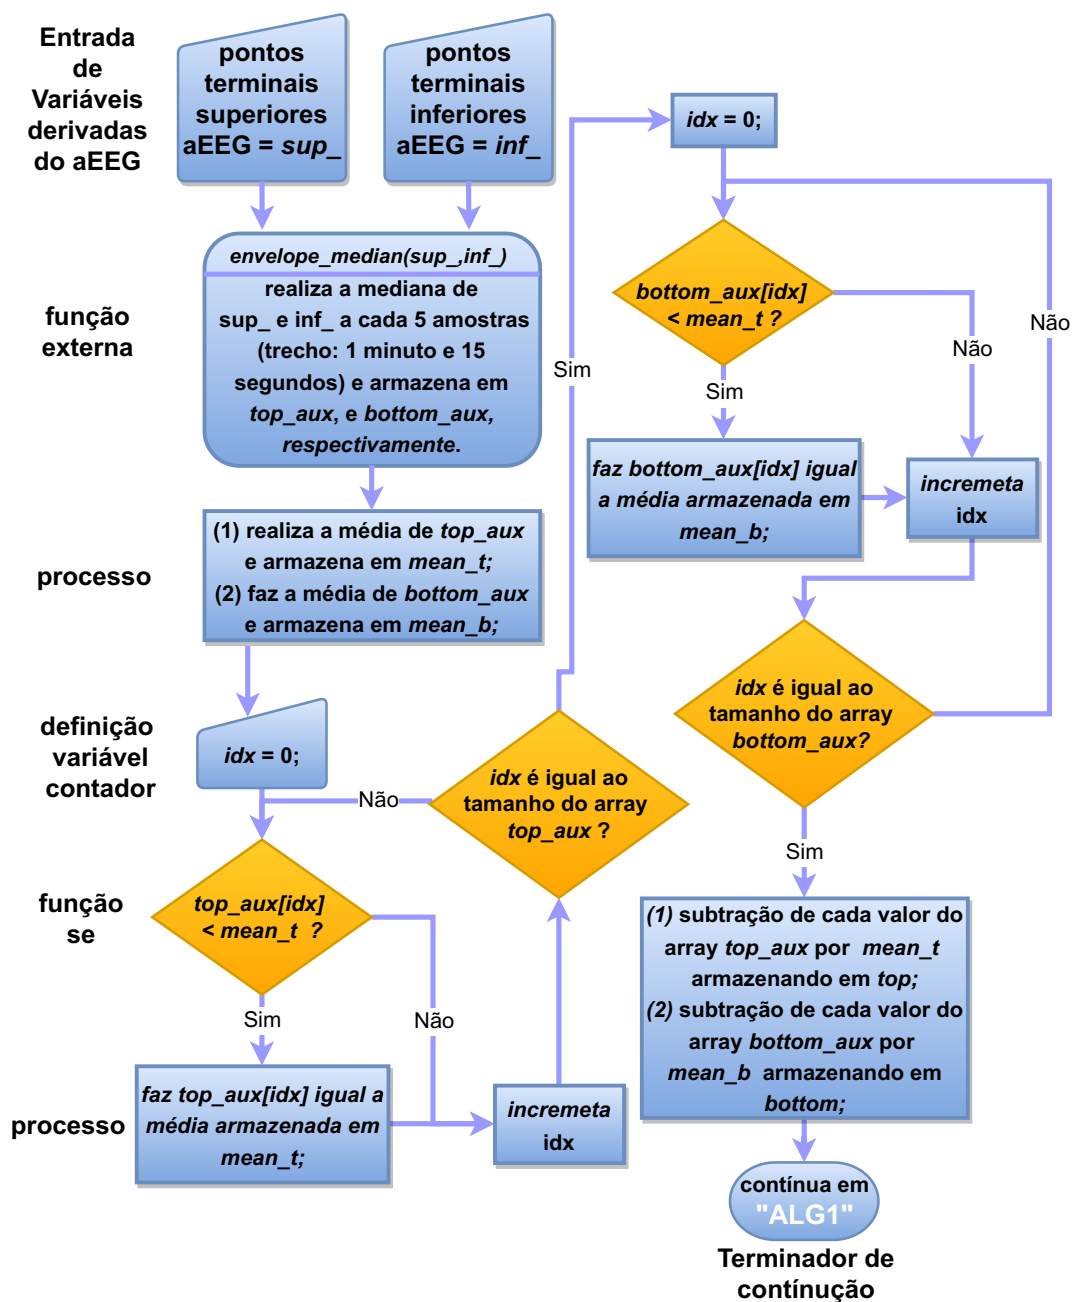 Entrada
de
Variáveis
derivadas
do aEEG
pontos
terminais
superiores
aEEG = sup_
pontos
terminais
inferiores
aEEG = inf_
função
externa
envelope_median(sup_,inf_)
realiza a mediana de
sup_ e inf_ a cada 5 amostras
(trecho: 1 minuto e 15
segundos) e armazena em
top_aux, e bottom_aux,
respectivamente.
processo
(1) realiza a média de top_aux
e armazena em mean_t;
(2) faz a média de bottom_aux
e armazena em mean_b;
definição
variável
contador
idx = 0;
Não
idx é igual ao
tamanho do array
top_aux ?
Sim
função
se
top_aux[idx]
< mean_t ?
Sim
Não
processo
faz top_aux[idx] igual a
média armazenada em
mean_t;
incremeta
idx
idx = 0;
bottom_aux[idx]
< mean_t ?
Sim
Não
Não
faz bottom_aux[idx] igual
a média armazenada em
mean_b;
incremeta
idx
idx é igual ao
tamanho do array
bottom_aux?
Sim
(1) subtração de cada valor do
array top_aux por mean_t
armazenando em top;
(2) subtração de cada valor do
array bottom_aux por
mean_b armazenando em
bottom;
contínua em
"ALG1"
Terminador de
contínução